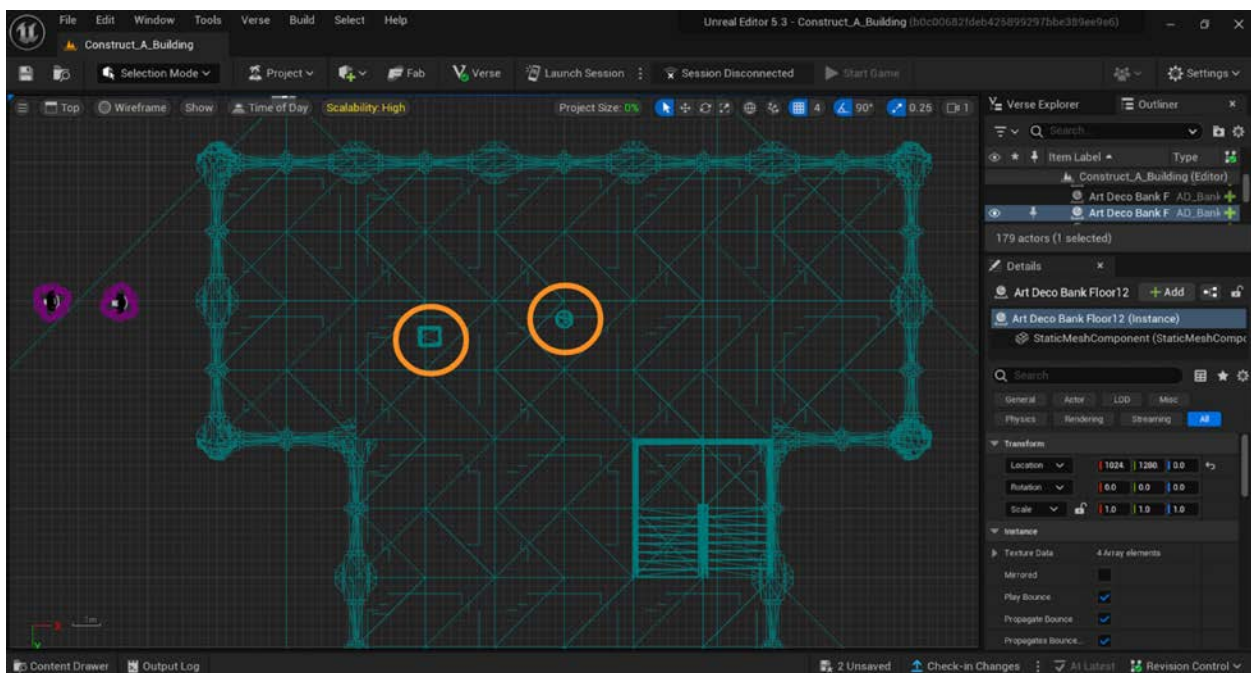 File Edit Window Tools Verse Build Select Help
Unreal Editor 5.3 - Construct_A_Building (b0c00682fdeb425899297bbe389ee9e6)
Construct_A_Building
Selection Mode Project Fab Verse Launch Session Session Disconnected Start Game Settings
Top Wireframe Show Time of Day Scalability: High Project Size: 0% 4 90° 0.25 1
Verse Explorer Outliner
Search...
Item Label Type
Construct_A_Building (Editor)
Art Deco Bank F AD_Bank
Art Deco Bank F AD_Bank
179 actors (1 selected)
Details
Art Deco Bank Floor12 Add
Art Deco Bank Floor12 (Instance)
StaticMeshComponent (StaticMeshCompo
Search
General Actor LOD Misc
Physics Rendering Streaming All
Transform
Location 1024. 1280. 0.0
Rotation 0.0 0.0 0.0
Scale 1.0 1.0 1.0
Instance
Texture Data 4 Array elements
Mirrored
Play Bounce
Propagate Bounce
Propagates Bounce...
Content Drawer Output Log 2 Unsaved Check-in Changes At Latest Revision Control